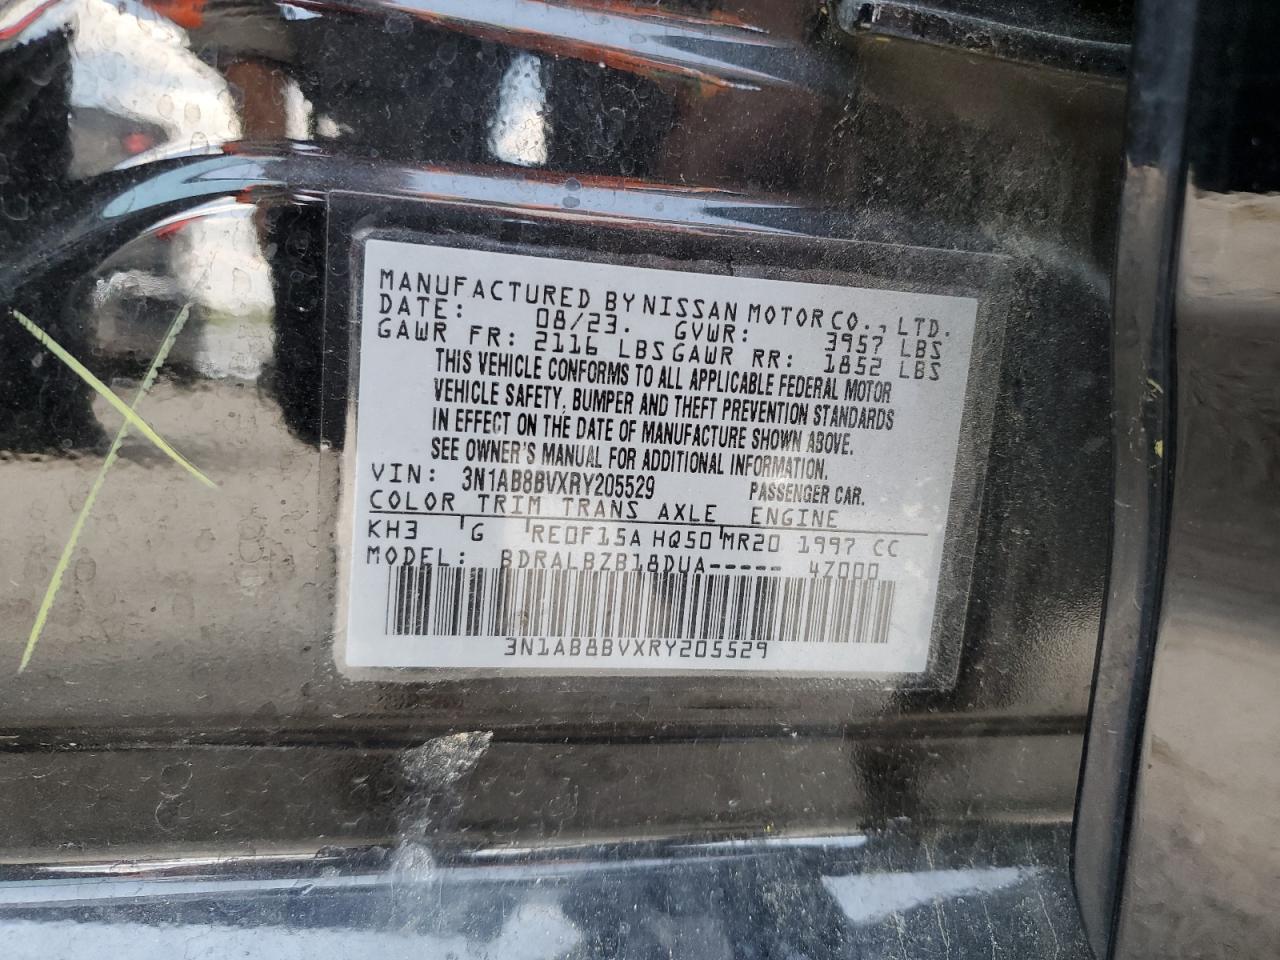 MANUFACTURED BY NISSAN MOTOR CO., LTD.
DATE: 08/23. GVWR: 3957 LBS
GAWR FR: 2116 LBS GAWR RR: 1852 LBS
THIS VEHICLE CONFORMS TO ALL APPLICABLE FEDERAL MOTOR
VEHICLE SAFETY, BUMPER AND THEFT PREVENTION STANDARDS
IN EFFECT ON THE DATE OF MANUFACTURE SHOWN ABOVE.
SEE OWNER'S MANUAL FOR ADDITIONAL INFORMATION.
VIN: 3N1AB8BVXRY205529 PASSENGER CAR.
COLOR TRIM TRANS AXLE ENGINE
KH3 G RE0F15A HQ50 MR20 1997 CC
MODEL: BDRALBZB18DUA----- 47000
3N1AB8BVXRY205529